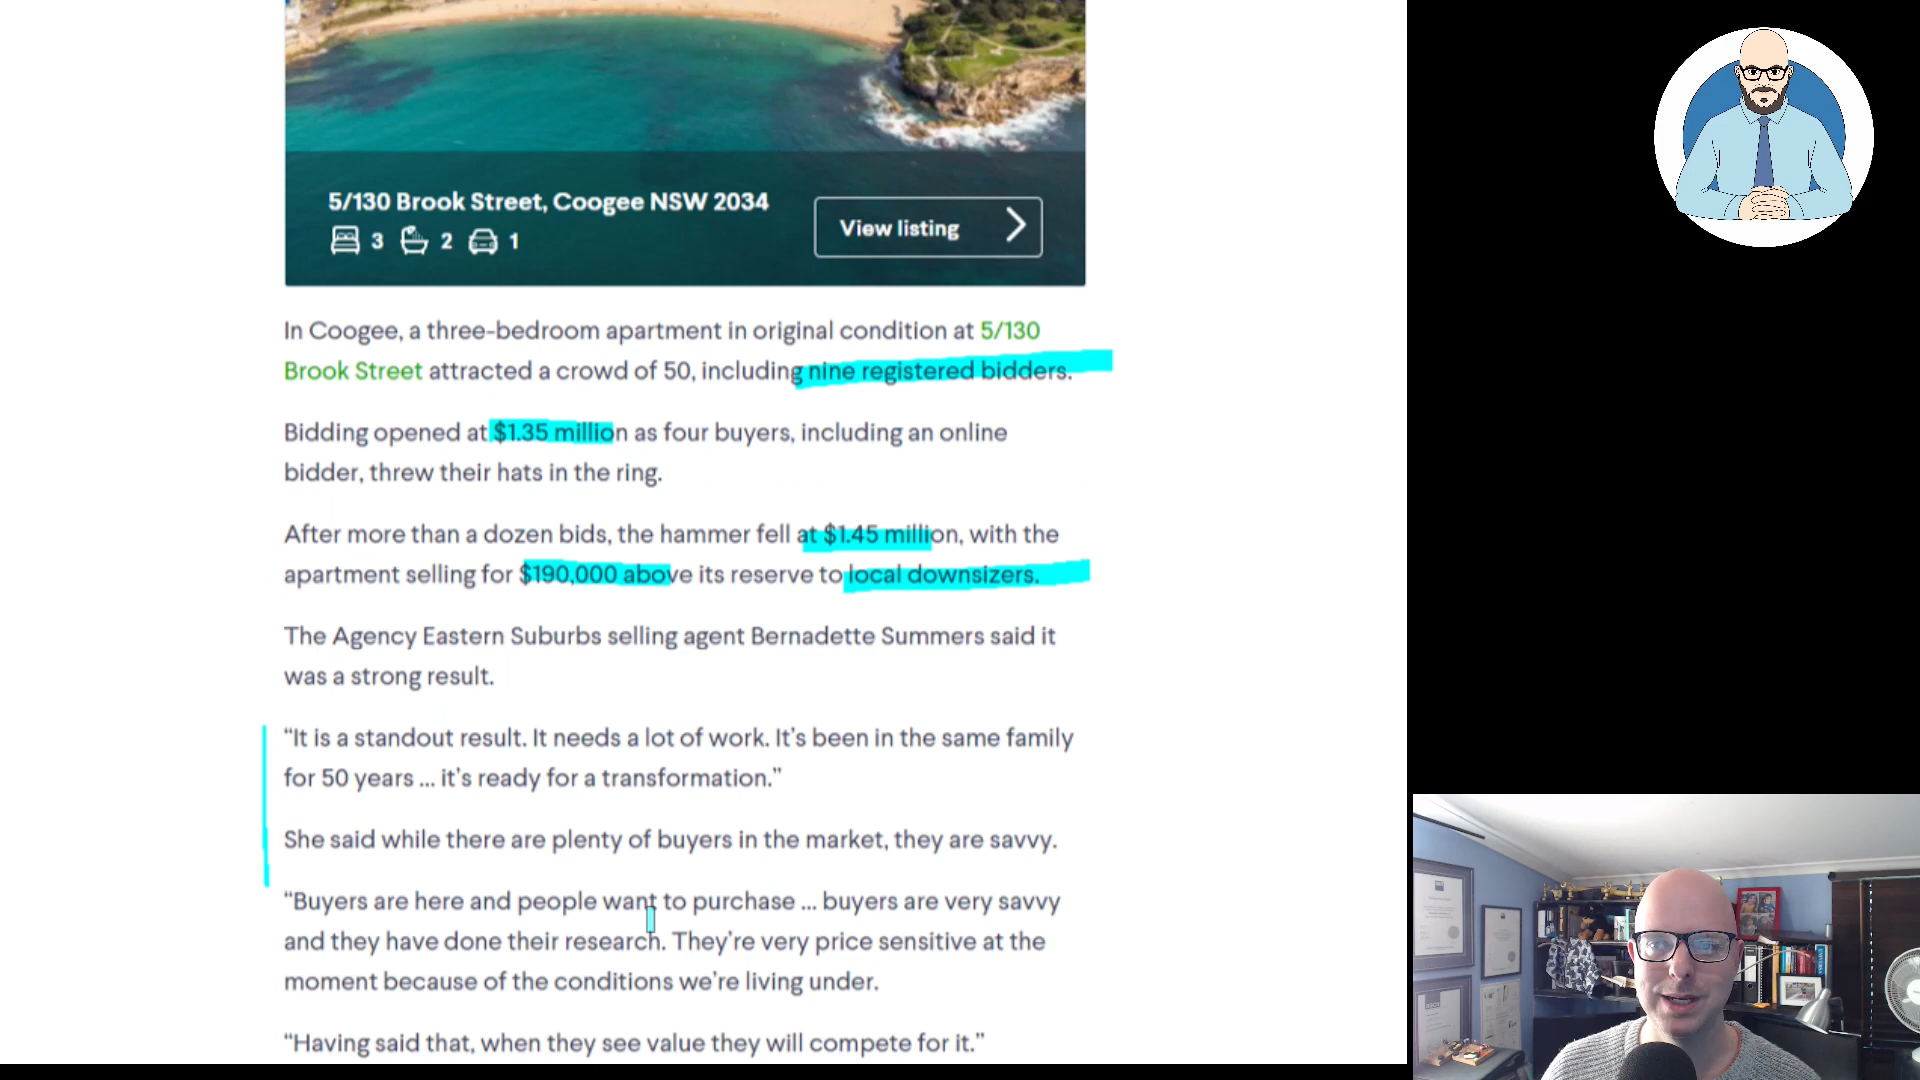 5/130 Brook Street, Coogee NSW 2034
3 2 1
View listing
In Coogee, a three-bedroom apartment in original condition at 5/130
Brook Street attracted a crowd of 50, including nine registered bidders.
Bidding opened at $1.35 million as four buyers, including an online
bidder, threw their hats in the ring.
After more than a dozen bids, the hammer fell at $1.45 million, with the
apartment selling for $190,000 above its reserve to local downsizers.
The Agency Eastern Suburbs selling agent Bernadette Summers said it
was a strong result.
“It is a standout result. It needs a lot of work. It’s been in the same family
for 50 years ... it’s ready for a transformation.”
She said while there are plenty of buyers in the market, they are savvy.
“Buyers are here and people want to purchase ... buyers are very savvy
and they have done their research. They’re very price sensitive at the
moment because of the conditions we’re living under.
“Having said that, when they see value they will compete for it.”